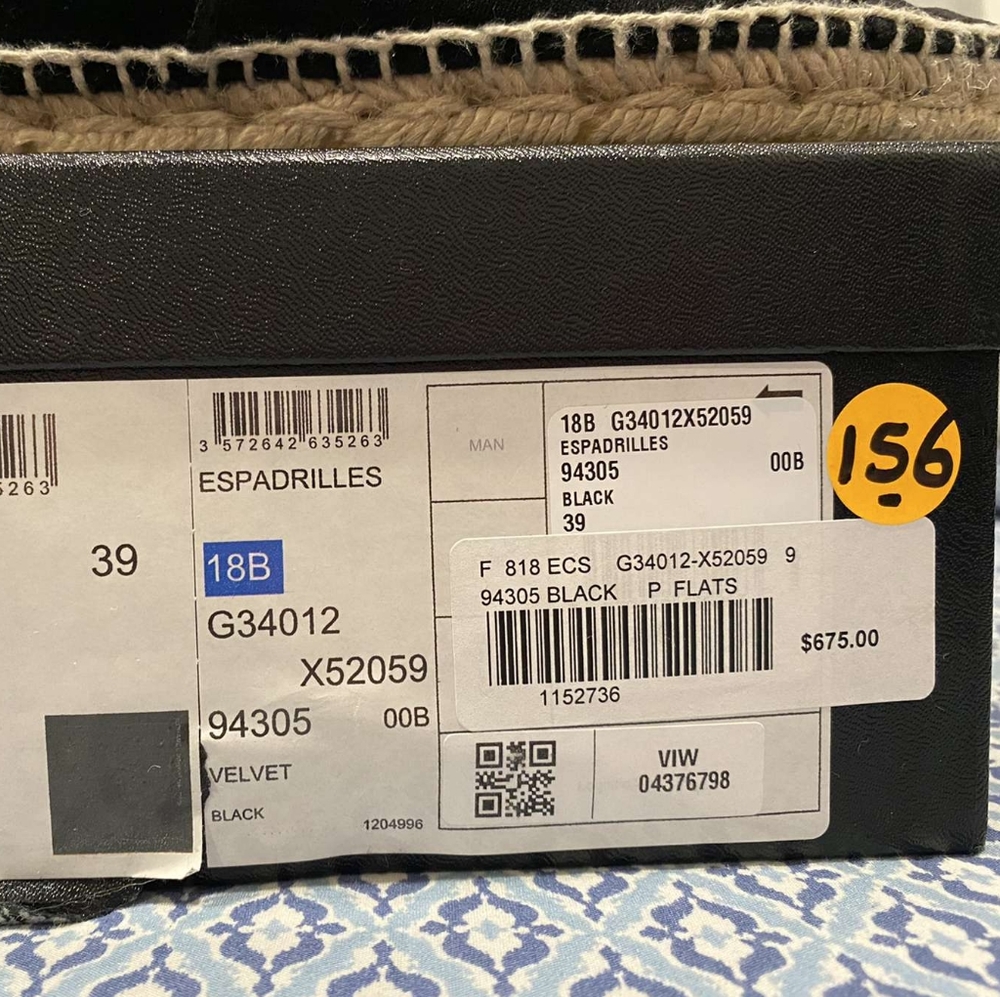 5263
39
3 572642 635263
ESPADRILLES
18B
G34012
X52059
94305 00B
VELVET
BLACK
1204996
MAN
18B G34012X52059
ESPADRILLES
94305 00B
BLACK
39
F 818 ECS G34012-X52059 9
94305 BLACK P FLATS
$675.00
1152736
VIW
04376798
156